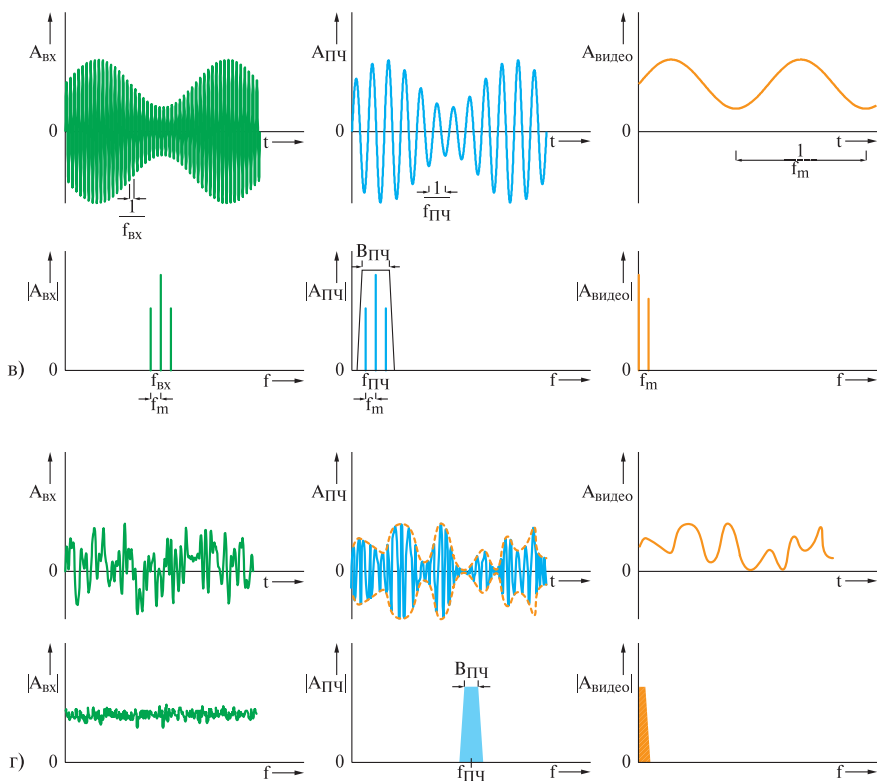 Aвх
0
t
1
fвх
AПЧ
0
t
1
fПЧ
Aвидео
0
t
1
fm
|Aвх|
0
fвх
f
fm
BПЧ
|AПЧ|
0
fПЧ
f
fm
|Aвидео|
0
fm
f
в)
Aвх
0
t
AПЧ
0
t
Aвидео
0
t
|Aвх|
0
f
BПЧ
|AПЧ|
0
fПЧ
f
|Aвидео|
0
f
г)